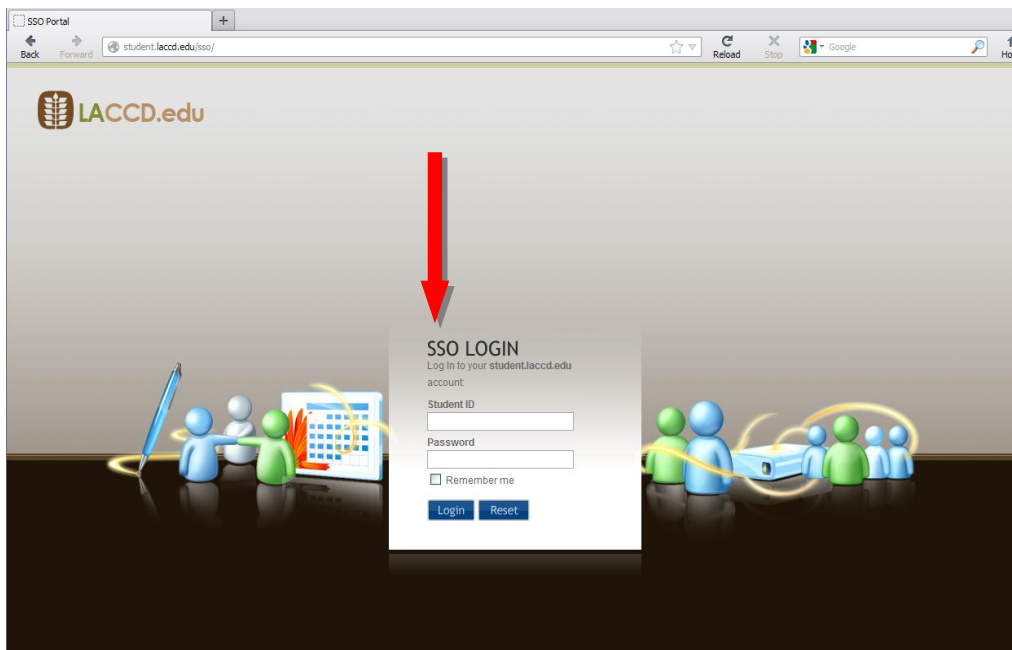 SSO Portal
+
Back Forward student.laccd.edu/sso/ Reload Stop Google
LACCD.edu
SSO LOGIN
Log in to your student.laccd.edu
account:
Student ID
Password
Remember me
Login Reset